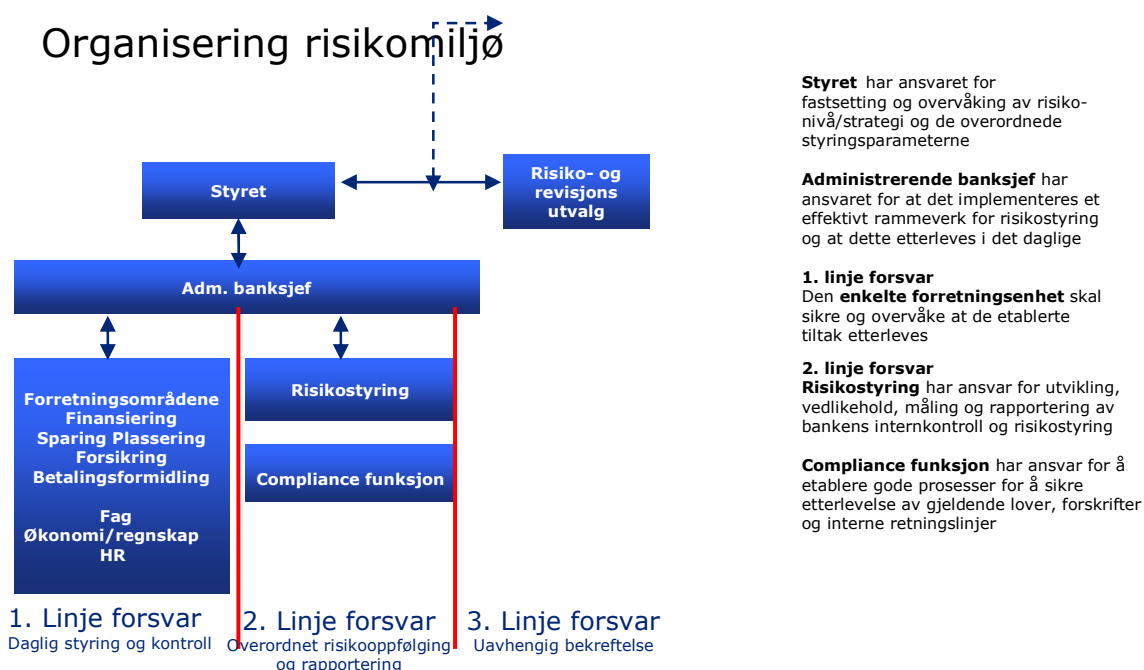 Organisering risikomiljø
Styret
Risiko- og
revisjons
utvalg
Adm. banksjef
Forretningsområdene
Finansiering
Sparing Plassering
Forsikring
Betalingsformidling
Fag
Økonomi/regnskap
HR
Risikostyring
Compliance funksjon
1. Linje forsvar
Daglig styring og kontroll
2. Linje forsvar
Overordnet risikooppfølging
og rapportering
3. Linje forsvar
Uavhengig bekreftelse
Styret har ansvaret for
fastsetting og overvåking av risiko-
nivå/strategi og de overordnede
styringsparameterne
Administrerende banksjef har
ansvaret for at det implementeres et
effektivt rammeverk for risikostyring
og at dette etterleves i det daglige
1. linje forsvar
Den enkelte forretningsenhet skal
sikre og overvåke at de etablerte
tiltak etterleves
2. linje forsvar
Risikostyring har ansvar for utvikling,
vedlikehold, måling og rapportering av
bankens internkontroll og risikostyring
Compliance funksjon har ansvar for å
etablere gode prosesser for å sikre
etterlevelse av gjeldende lover, forskrifter
og interne retningslinjer